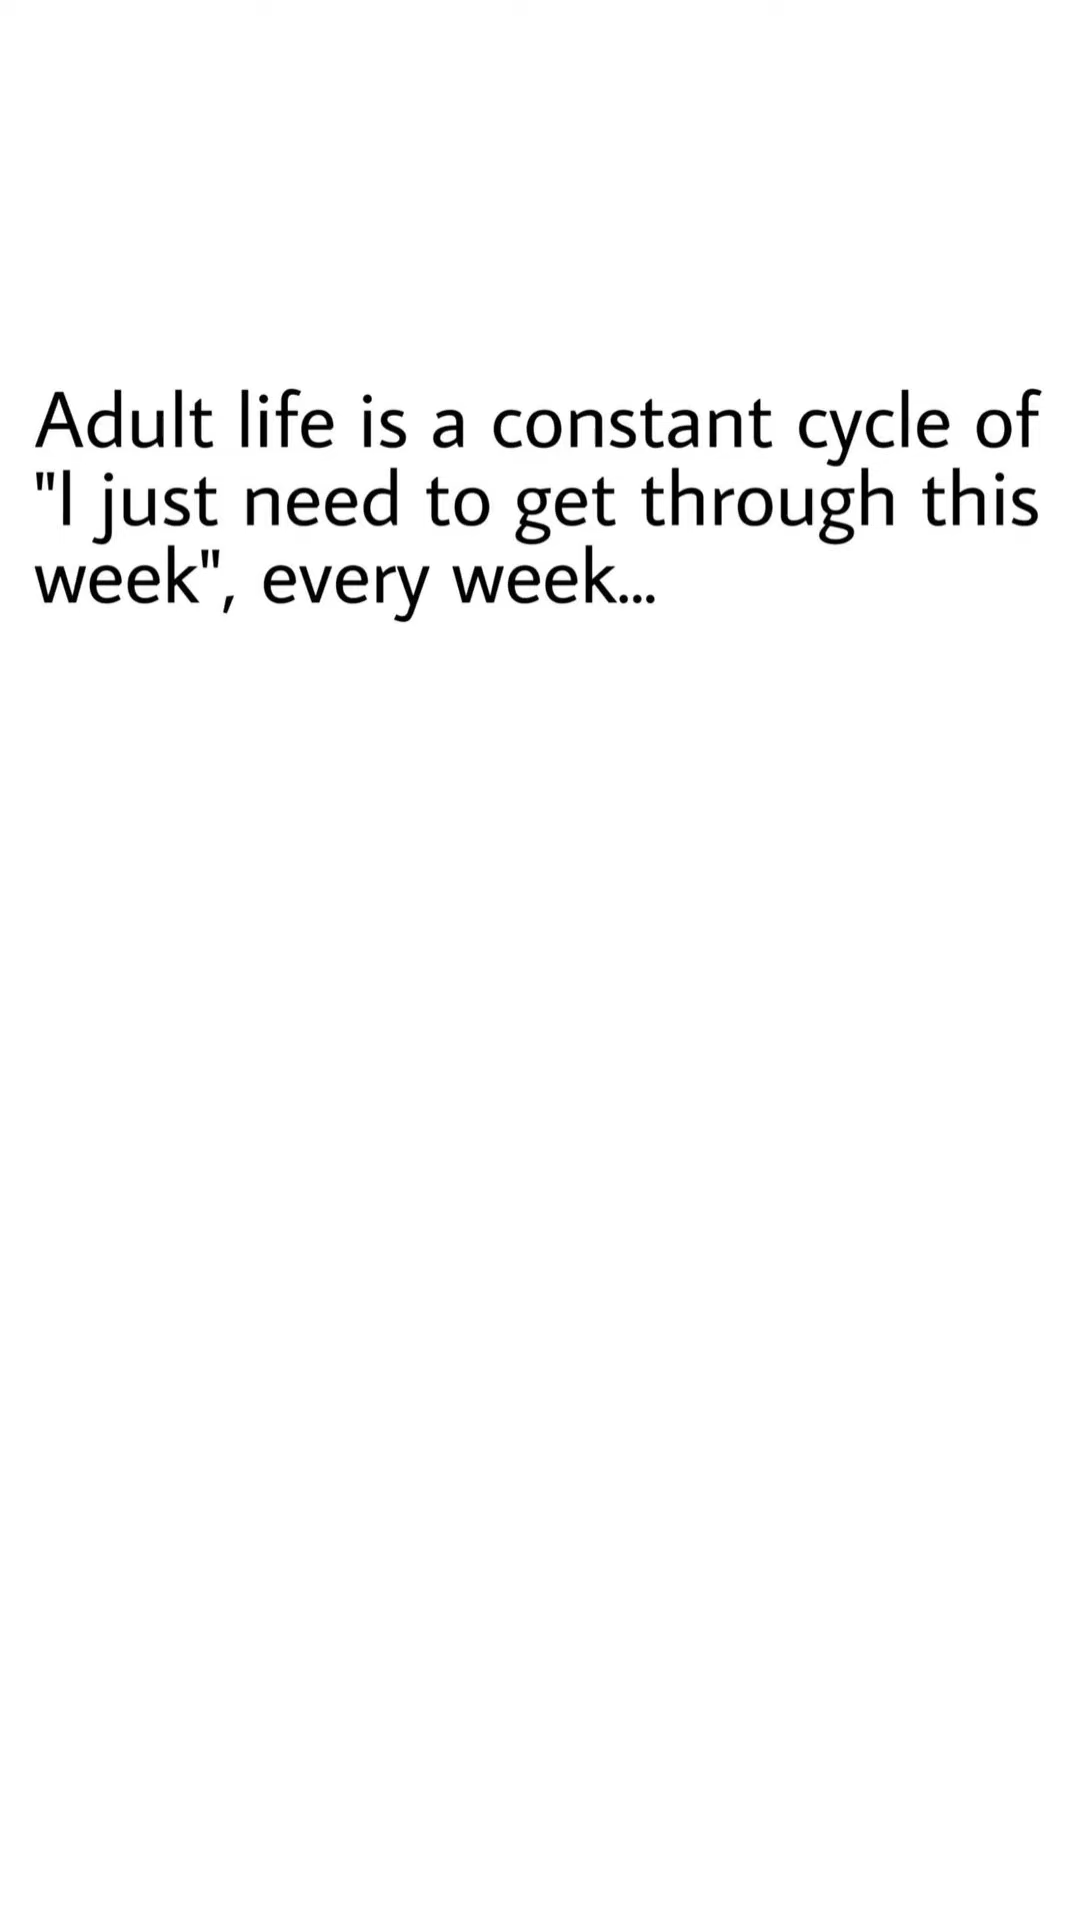 Adult life is a constant cycle of
"I just need to get through this
week", every week...